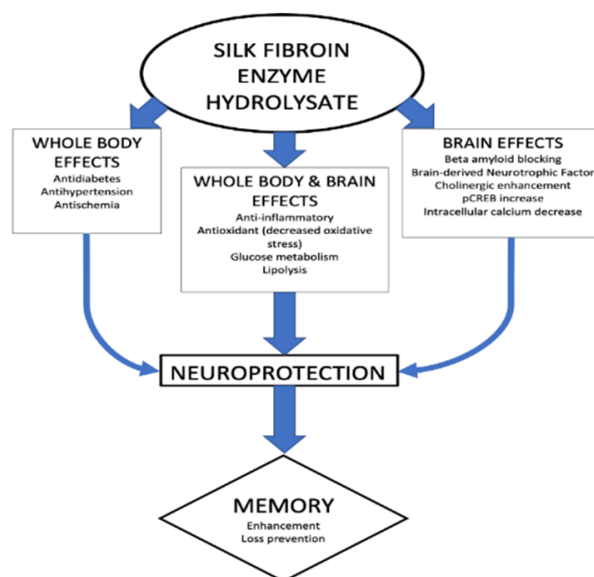 SILK FIBROIN
ENZYME
HYDROLYSATE
WHOLE BODY
EFFECTS
Antidiabetes
Antihypertension
Antischemia
WHOLE BODY & BRAIN
EFFECTS
Anti-inflammatory
Antioxidant (decreased oxidative
stress)
Glucose metabolism
Lipolysis
BRAIN EFFECTS
Beta amyloid blocking
Brain-derived Neurotrophic Factor
Cholinergic enhancement
pCREB increase
Intracellular calcium decrease
NEUROPROTECTION
MEMORY
Enhancement
Loss prevention